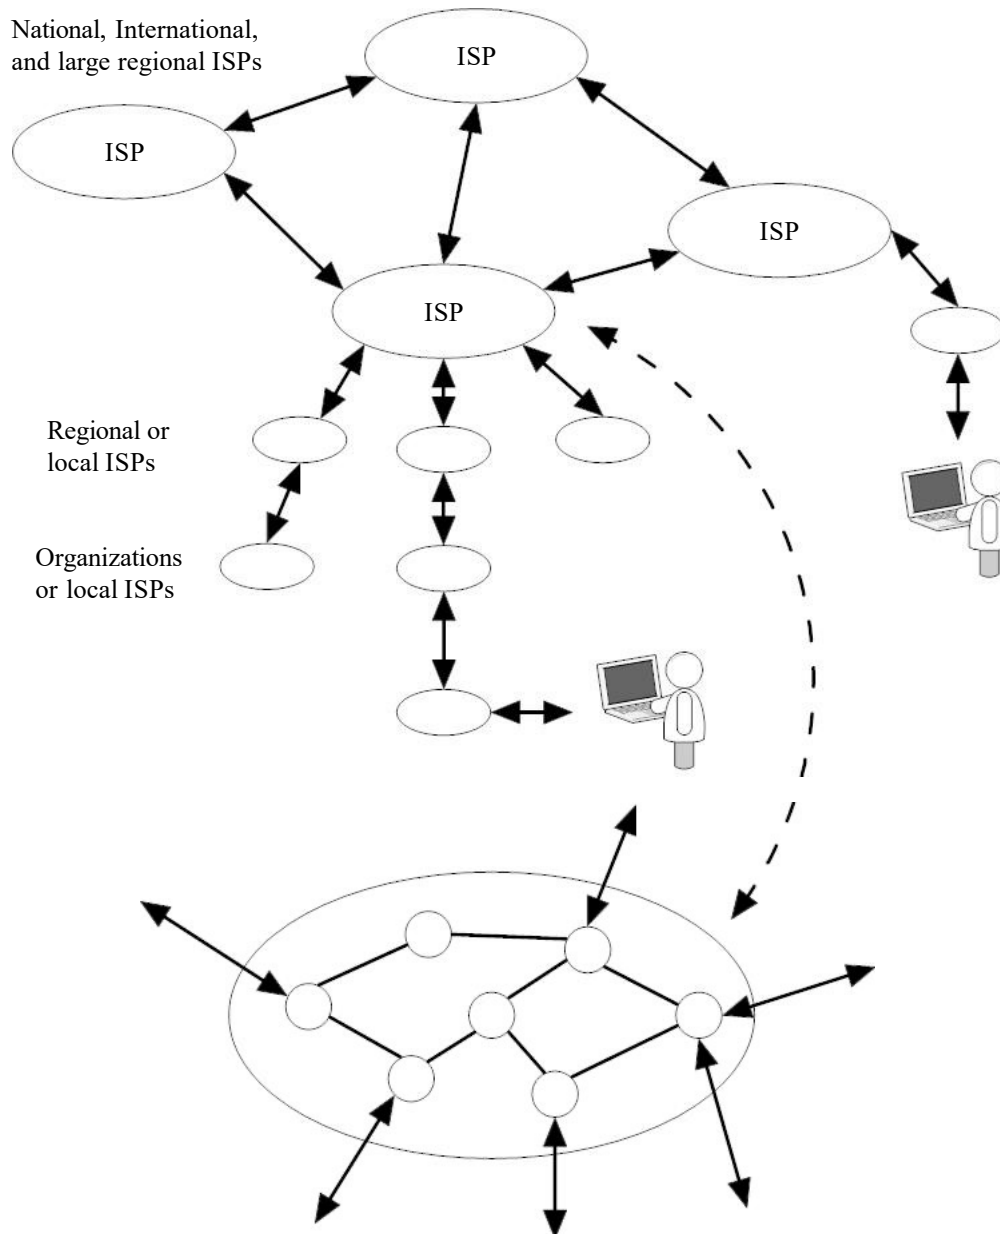 National, International,
and large regional ISPs
ISP
ISP
ISP
ISP
Regional or
local ISPs
Organizations
or local ISPs